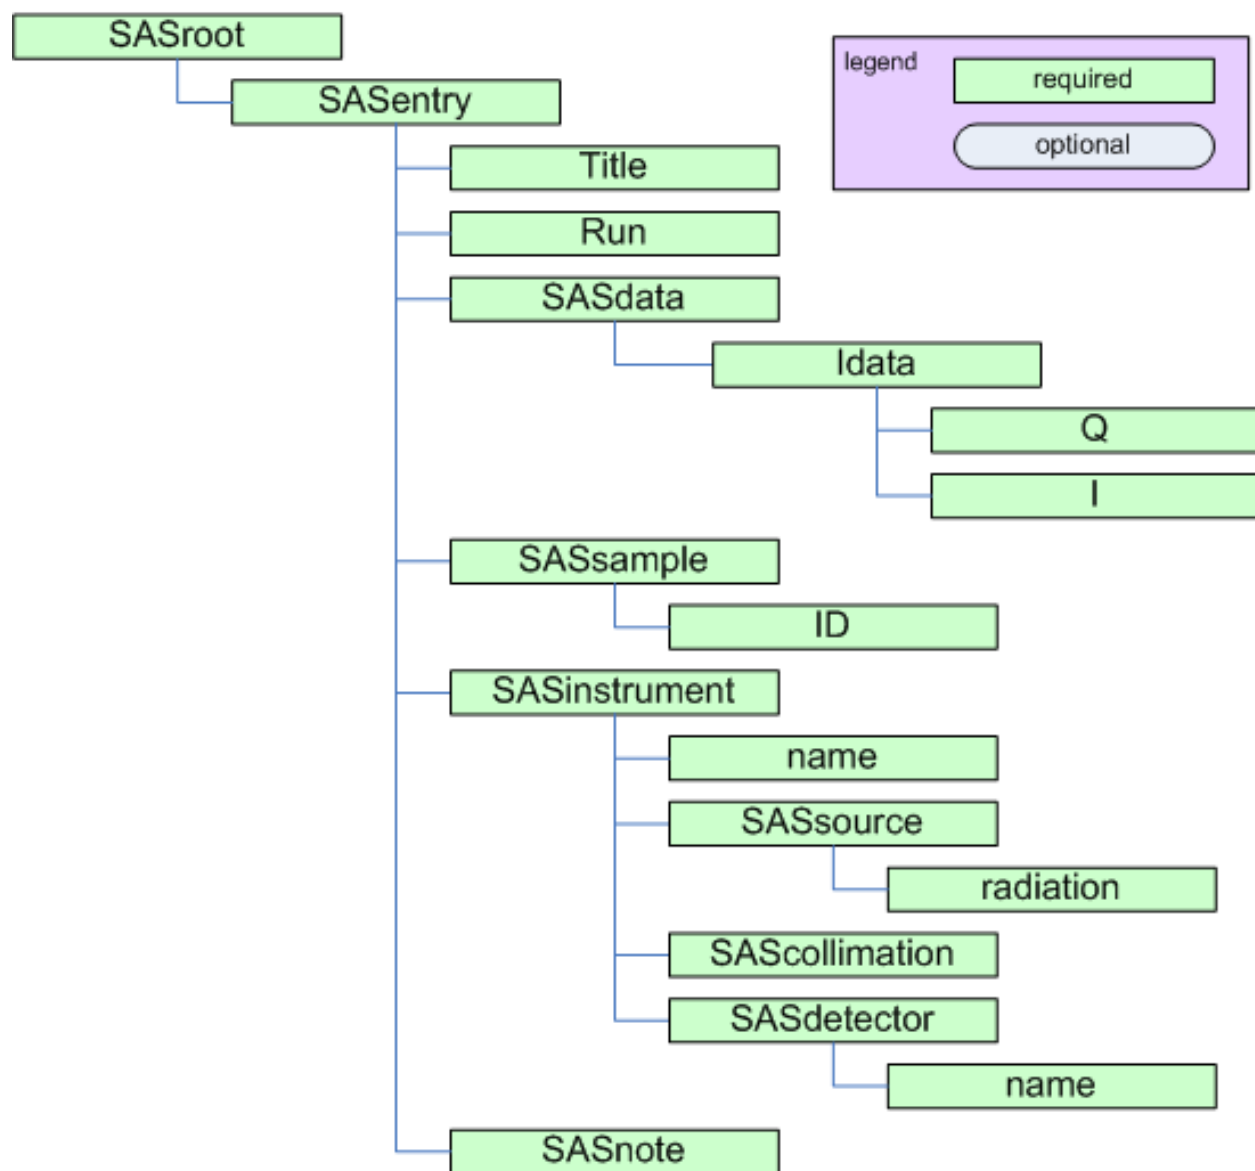 SASroot
legend
required
SASentry
optional
Title
Run
SASdata
Idata
Q
I
SASsample
ID
SASinstrument
name
SASsource
radiation
SAScollimation
SASdetector
name
SASnote